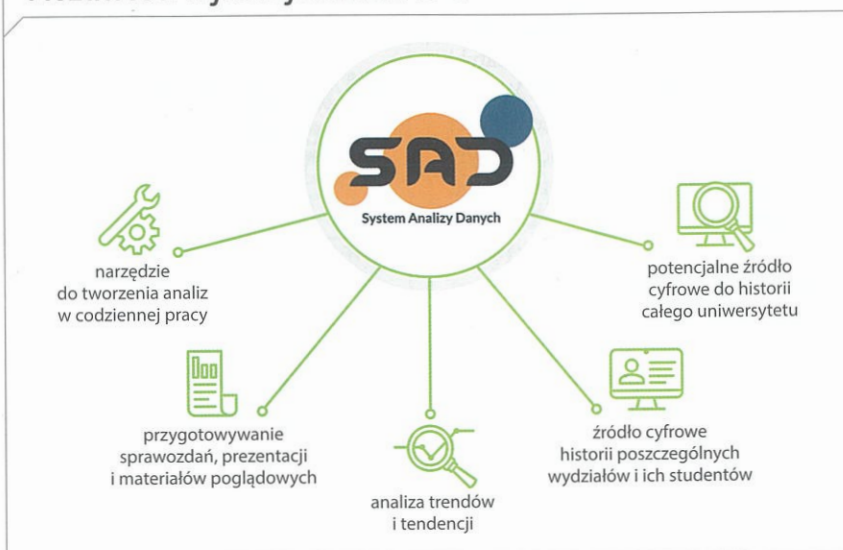 SAD
System Analizy Danych
narzędzie
do tworzenia analiz
w codziennej pracy
potencjalne źródło
cyfrowe do historii
całego uniwersytetu
przygotowywanie
sprawozdań, prezentacji
i materiałów poglądowych
źródło cyfrowe
historii poszczególnych
wydziałów i ich studentów
analiza trendów
i tendencji